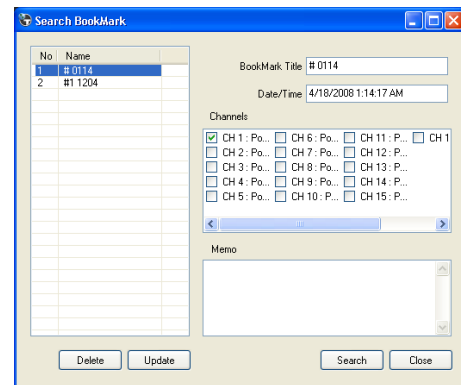 Search BookMark
No Name
1 # 0114
2 #1 1204
BookMark Title # 0114
Date/Time 4/18/2008 1:14:17 AM
Channels
CH 1 : Po... CH 6 : Po... CH 11 : P... CH 1
CH 2 : Po... CH 7 : Po... CH 12 : P...
CH 3 : Po... CH 8 : Po... CH 13 : P...
CH 4 : Po... CH 9 : Po... CH 14 : P...
CH 5 : Po... CH 10 : P... CH 15 : P...
Memo
Delete Update Search Close